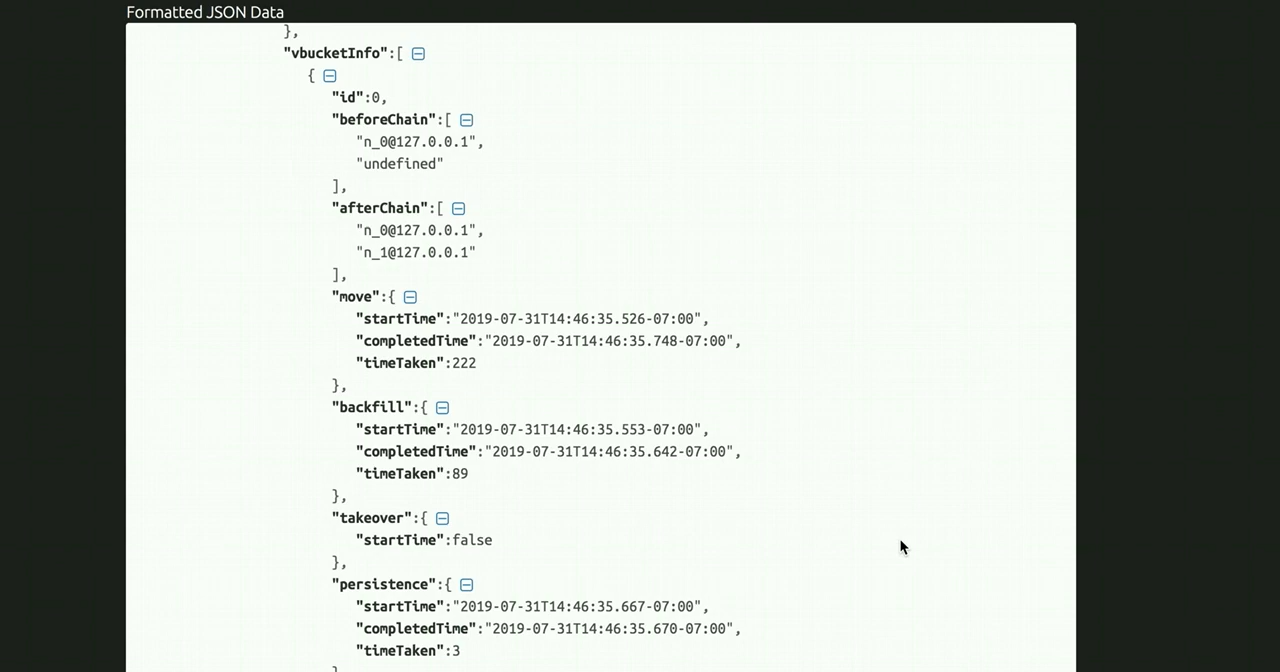 Formatted JSON Data
},
"vbucketInfo":[
{
"id":0,
"beforeChain":[
"n_0@127.0.0.1",
"undefined"
],
"afterChain":[
"n_0@127.0.0.1",
"n_1@127.0.0.1"
],
"move":{
"startTime":"2019-07-31T14:46:35.526-07:00",
"completedTime":"2019-07-31T14:46:35.748-07:00",
"timeTaken":222
},
"backfill":{
"startTime":"2019-07-31T14:46:35.553-07:00",
"completedTime":"2019-07-31T14:46:35.642-07:00",
"timeTaken":89
},
"takeover":{
"startTime":false
},
"persistence":{
"startTime":"2019-07-31T14:46:35.667-07:00",
"completedTime":"2019-07-31T14:46:35.670-07:00",
"timeTaken":3